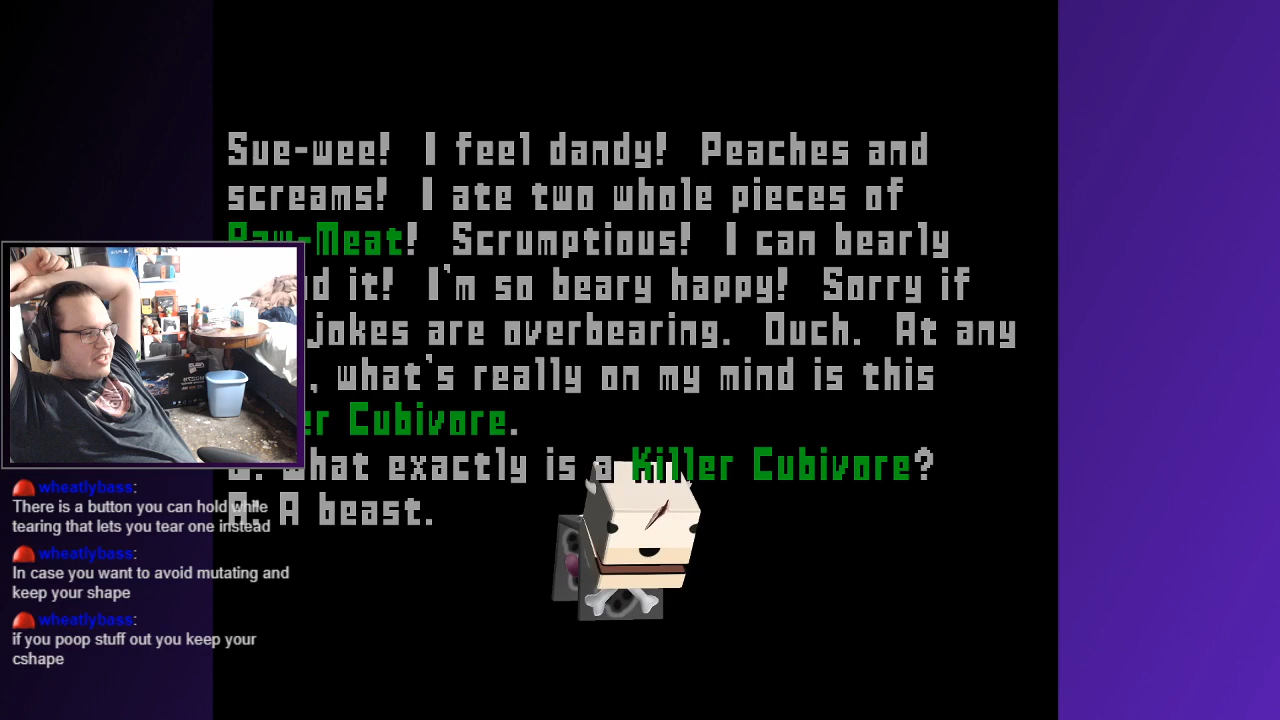 Sue-wee! I feel dandy! Peaches and
screams! I ate two whole pieces of
Raw-Meat! Scrumptious! I can bearly
it! I'm so beary happy! Sorry if
jokes are overbearing. Ouch. At any
, what's really on my mind is this
Cubivore.
What exactly is a Killer Cubivore?
A: A beast.
wheatlybass:
There is a button you can hold while
tearing that lets you tear one instead
wheatlybass:
In case you want to avoid mutating and
keep your shape
wheatlybass:
if you poop stuff out you keep your
cshape